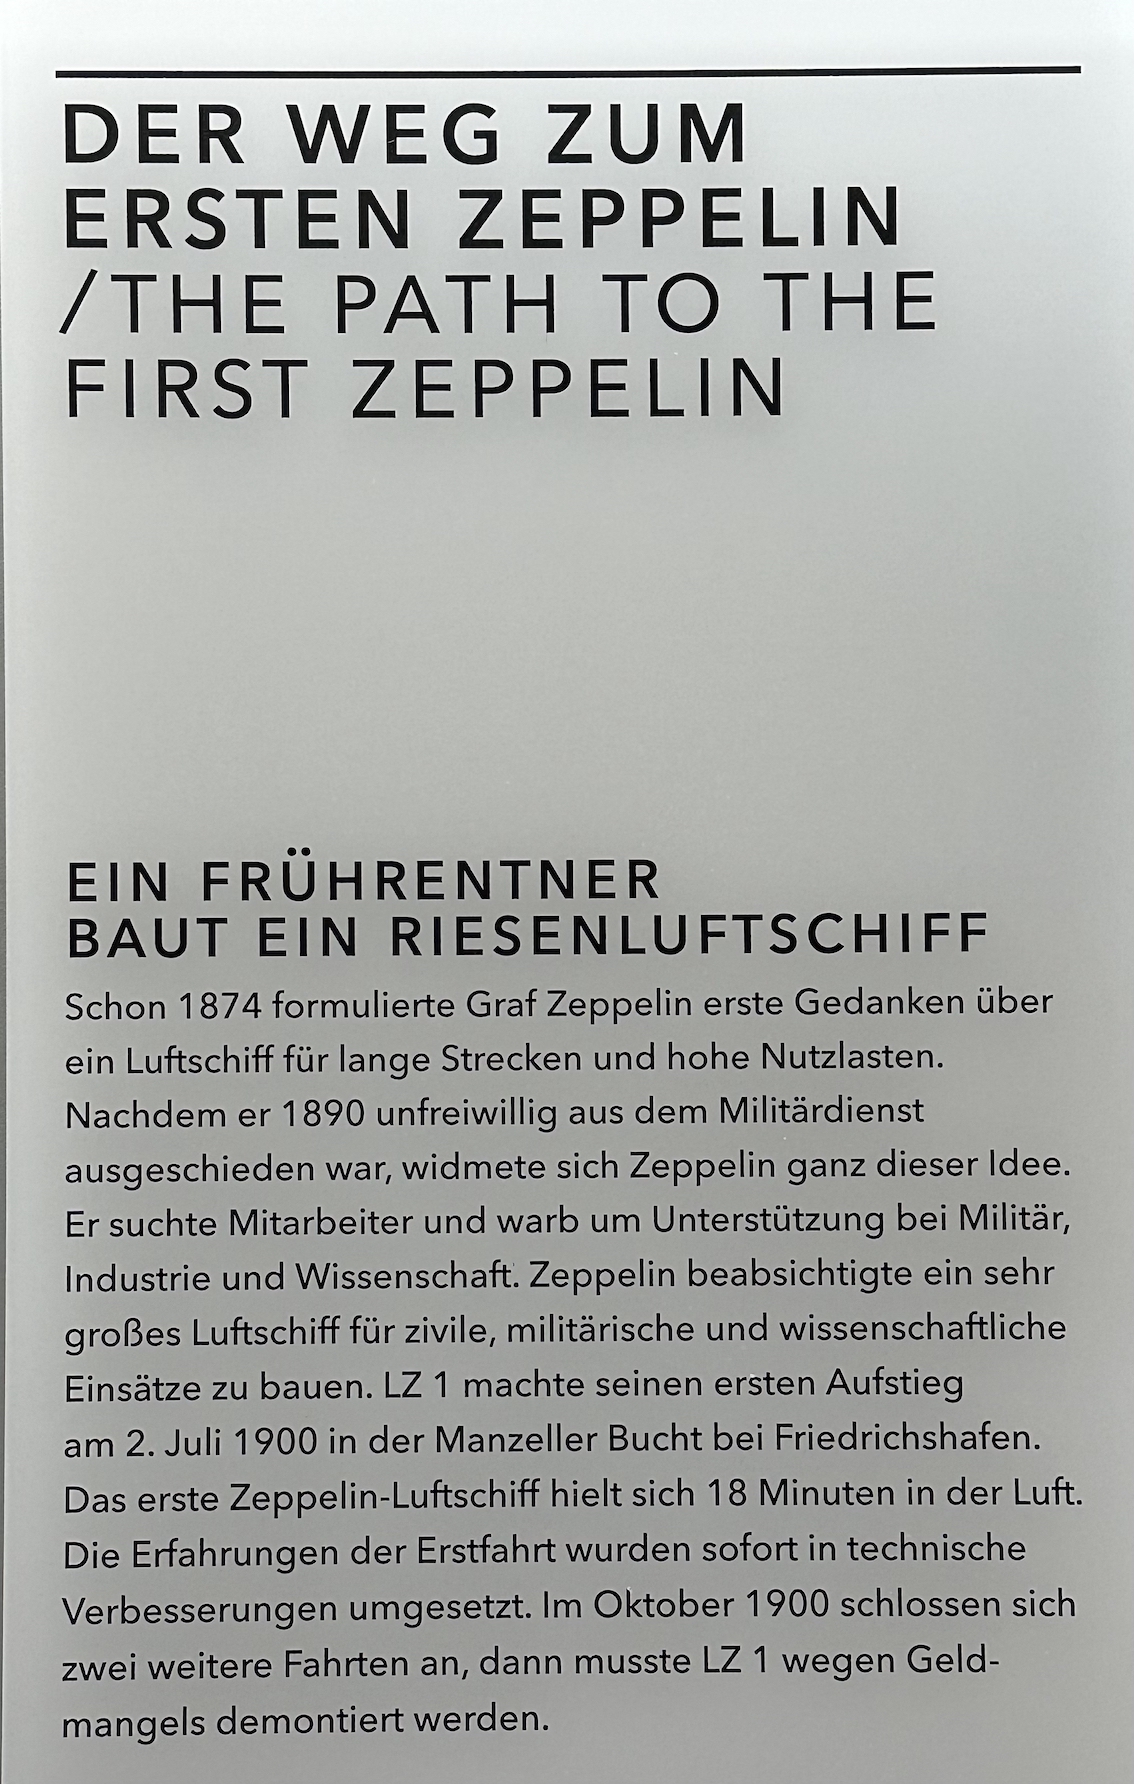 DER WEG ZUM
ERSTEN ZEPPELIN
/THE PATH TO THE
FIRST ZEPPELIN
EIN FRÜHRENTNER
BAUT EIN RIESENLUFTSCHIFF
Schon 1874 formulierte Graf Zeppelin erste Gedanken über
ein Luftschiff für lange Strecken und hohe Nutzlasten.
Nachdem er 1890 unfreiwillig aus dem Militärdienst
ausgeschieden war, widmete sich Zeppelin ganz dieser Idee.
Er suchte Mitarbeiter und warb um Unterstützung bei Militär,
Industrie und Wissenschaft. Zeppelin beabsichtigte ein sehr
großes Luftschiff für zivile, militärische und wissenschaftliche
Einsätze zu bauen. LZ 1 machte seinen ersten Aufstieg
am 2. Juli 1900 in der Manzeller Bucht bei Friedrichshafen.
Das erste Zeppelin-Luftschiff hielt sich 18 Minuten in der Luft.
Die Erfahrungen der Erstfahrt wurden sofort in technische
Verbesserungen umgesetzt. Im Oktober 1900 schlossen sich
zwei weitere Fahrten an, dann musste LZ 1 wegen Geld-
mangels demontiert werden.